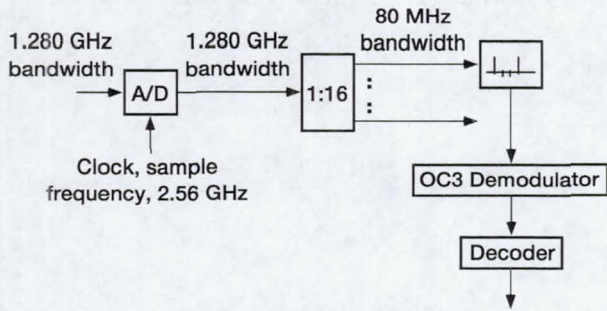 1.280 GHz
bandwidth
A/D
Clock, sample
frequency, 2.56 GHz
1.280 GHz
bandwidth
1:16
80 MHz
bandwidth
OC3 Demodulator
Decoder